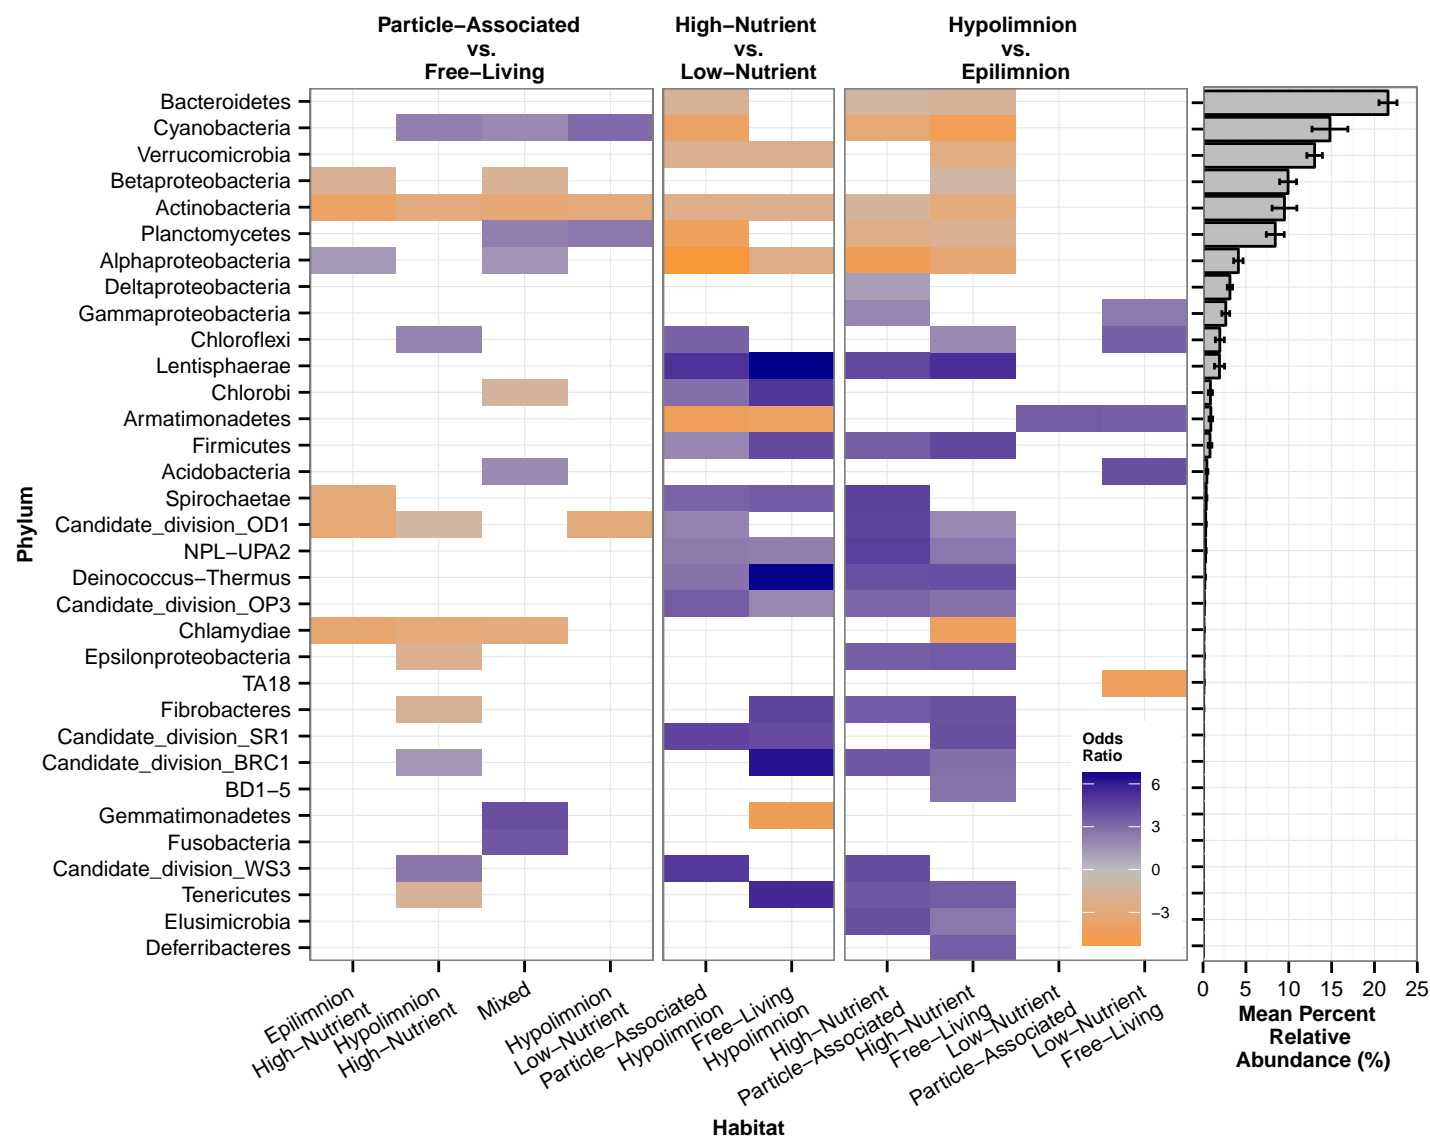 Particle−Associated
vs.
Free−Living
High−Nutrient
vs.
Low−Nutrient
Hypolimnion
vs.
Epilimnion
Phylum
Bacteroidetes
Cyanobacteria
Verrucomicrobia
Betaproteobacteria
Actinobacteria
Planctomycetes
Alphaproteobacteria
Deltaproteobacteria
Gammaproteobacteria
Chloroflexi
Lentisphaerae
Chlorobi
Armatimonadetes
Firmicutes
Acidobacteria
Spirochaetae
Candidate_division_OD1
NPL−UPA2
Deinococcus−Thermus
Candidate_division_OP3
Chlamydiae
Epsilonproteobacteria
TA18
Fibrobacteres
Candidate_division_SR1
Candidate_division_BRC1
BD1−5
Gemmatimonadetes
Fusobacteria
Candidate_division_WS3
Tenericutes
Elusimicrobia
Deferribacteres
Odds
Ratio
6
3
0
−3
Epilimnion
High−Nutrient
Hypolimnion
High−Nutrient
Mixed
Hypolimnion
Low−Nutrient
Particle−Associated
Hypolimnion
Free−Living
Hypolimnion
High−Nutrient
Particle−Associated
High−Nutrient
Free−Living
Low−Nutrient
Particle−Associated
Low−Nutrient
Free−Living
Habitat
0 5 10 15 20 25
Mean Percent
Relative
Abundance (%)